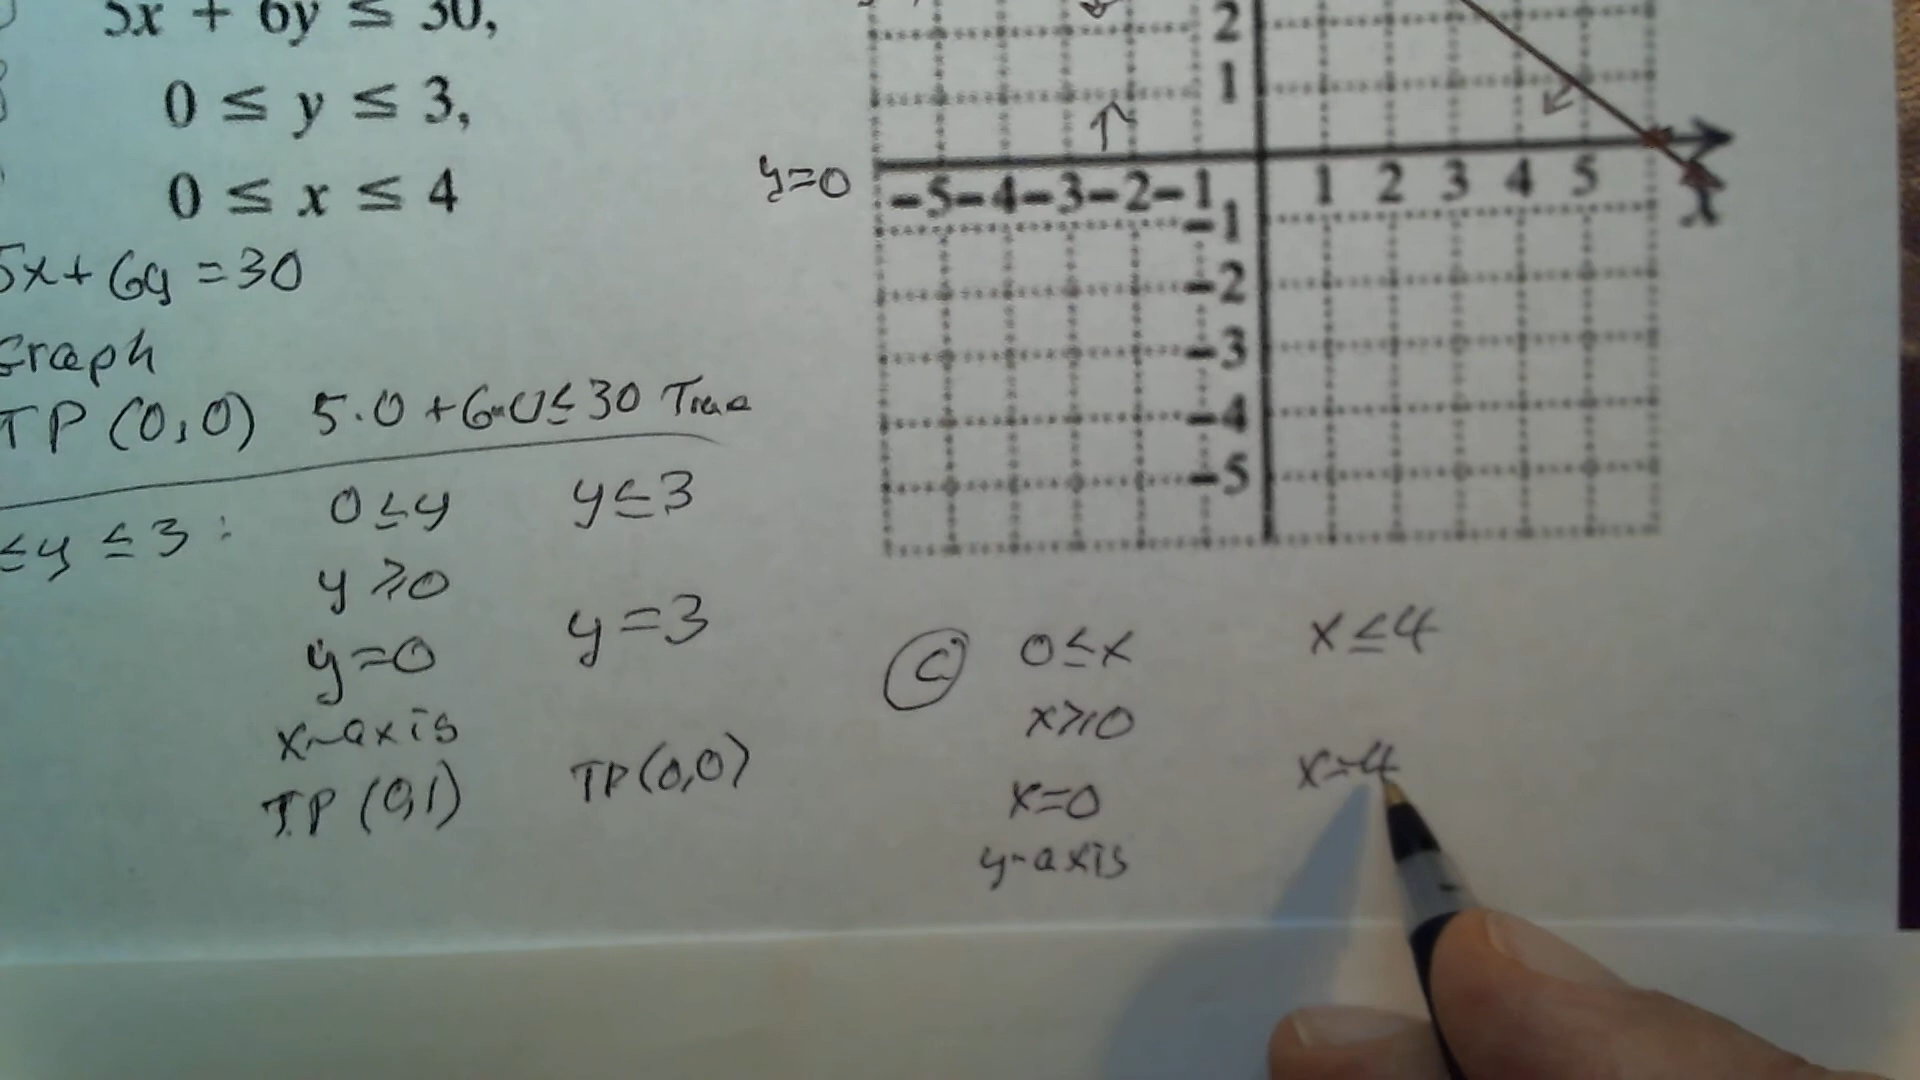 5x + 6y ≤ 30,
0 ≤ y ≤ 3,
0 ≤ x ≤ 4
5x + 6y = 30
Graph
TP (0,0) 5·0 + 6·0 ≤ 30 True
≤ y ≤ 3 :
0 ≤ y
y ≥ 0
y = 0
x-axis
TP (0,1)
y ≤ 3
y = 3
TP (0,0)
y=0
2
1
-5 -4 -3 -2 -1 1 2 3 4 5 x
-1
-2
-3
-4
-5
C
0 ≤ x
x ≥ 0
x = 0
y-axis
x ≤ 4
x = 4